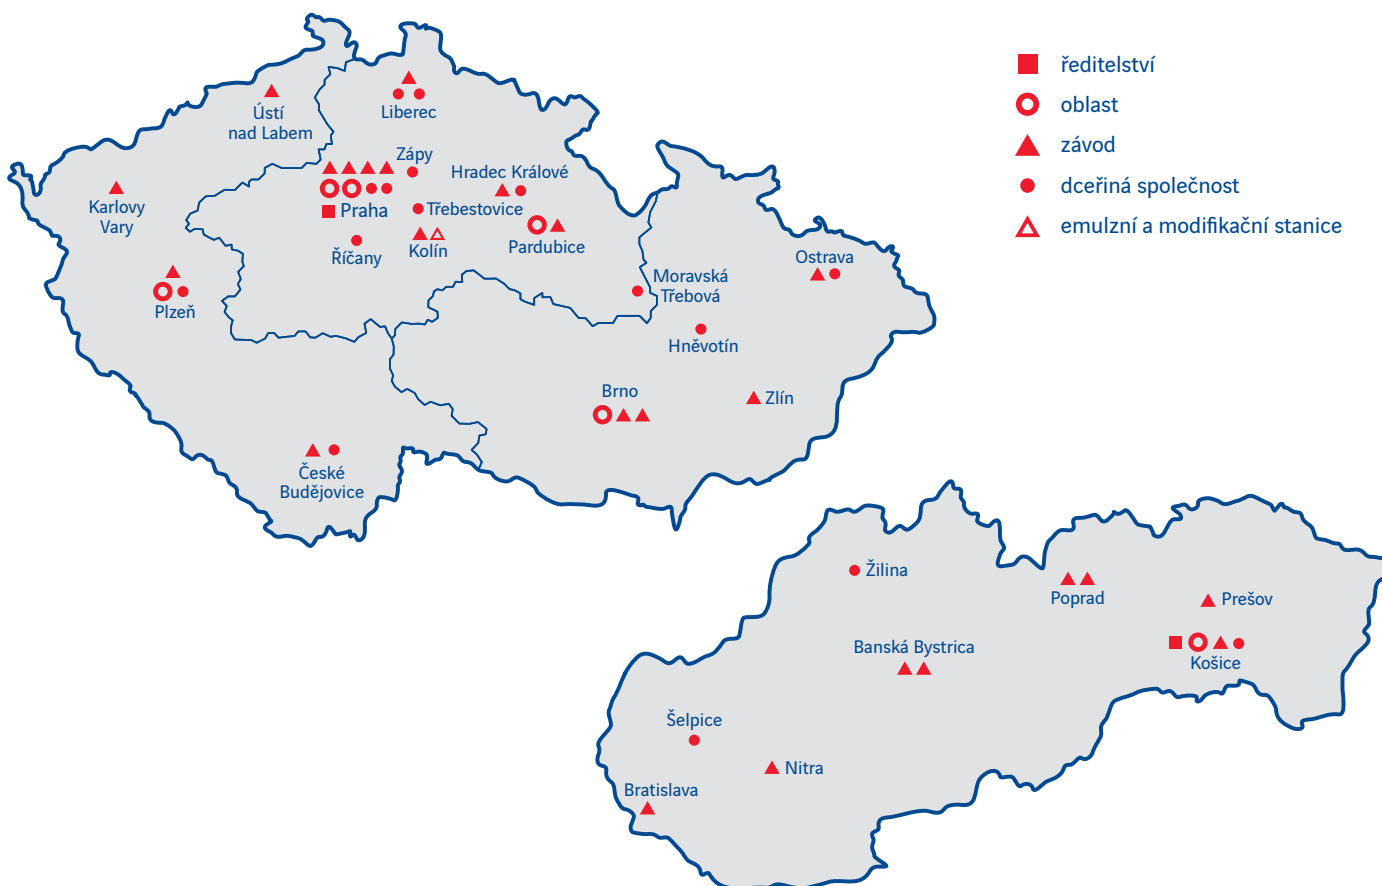 ředitelství
oblast
závod
dceřiná společnost
emulzní a modifikační stanice
Ústí
nad Labem
Liberec
Zápy
Hradec Králové
Karlovy
Vary
Praha
Třebestovice
Pardubice
Říčany
Kolín
Plzeň
Moravská
Třebová
Ostrava
Hněvotín
Brno
Zlín
České
Budějovice
Žilina
Poprad
Prešov
Banská Bystrica
Košice
Šelpice
Nitra
Bratislava